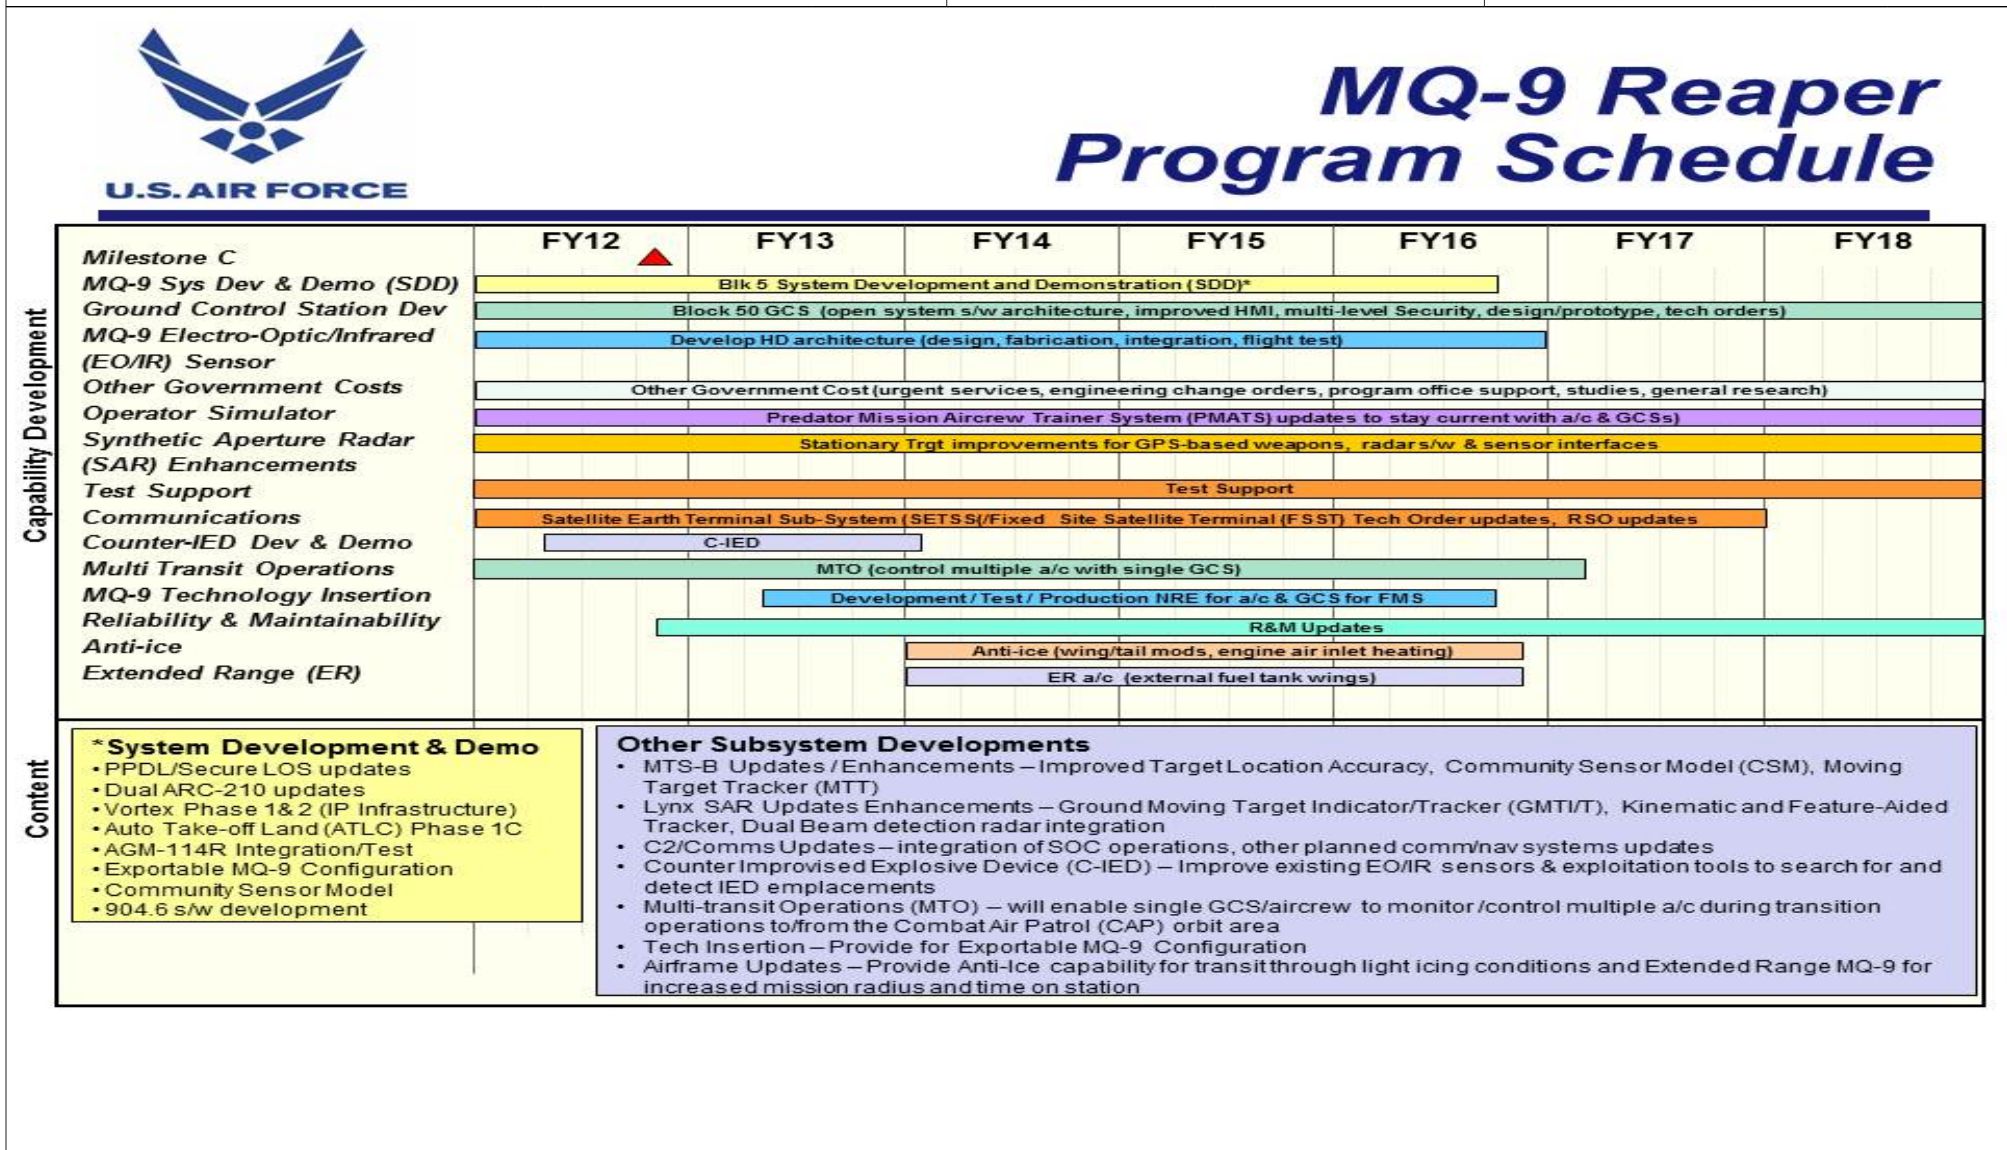 U.S. AIR FORCE
MQ-9 Reaper
Program Schedule
FY12 FY13 FY14 FY15 FY16 FY17 FY18
Capability Development
Milestone C
MQ-9 Sys Dev & Demo (SDD)
Blk 5 System Development and Demonstration (SDD)*
Ground Control Station Dev
Block 50 GCS (open system s/w architecture, improved HMI, multi-level Security, design/prototype, tech orders)
MQ-9 Electro-Optic/Infrared
(EO/IR) Sensor
Develop HD architecture (design, fabrication, integration, flight test)
Other Government Costs
Other Government Cost (urgent services, engineering change orders, program office support, studies, general research)
Operator Simulator
Predator Mission Aircrew Trainer System (PMATS) updates to stay current with a/c & GCSs)
Synthetic Aperture Radar
(SAR) Enhancements
Stationary Trgt improvements for GPS-based weapons, radar s/w & sensor interfaces
Test Support
Test Support
Communications
Satellite Earth Terminal Sub-System (SETSS(/Fixed Site Satellite Terminal (FSST) Tech Order updates, RSO updates
Counter-IED Dev & Demo
C-IED
Multi Transit Operations
MTO (control multiple a/c with single GCS)
MQ-9 Technology Insertion
Development / Test / Production NRE for a/c & GCS for FMS
Reliability & Maintainability
R&M Updates
Anti-ice
Anti-ice (wing/tail mods, engine air inlet heating)
Extended Range (ER)
ER a/c (external fuel tank wings)
Content
*System Development & Demo
• PPDL/Secure LOS updates
• Dual ARC-210 updates
• Vortex Phase 1& 2 (IP Infrastructure)
• Auto Take-off Land (ATLC) Phase 1C
• AGM-114R Integration/Test
• Exportable MQ-9 Configuration
• Community Sensor Model
• 904.6 s/w development
Other Subsystem Developments
• MTS-B Updates / Enhancements – Improved Target Location Accuracy, Community Sensor Model (CSM), Moving
Target Tracker (MTT)
• Lynx SAR Updates Enhancements – Ground Moving Target Indicator/Tracker (GMTI/T), Kinematic and Feature-Aided
Tracker, Dual Beam detection radar integration
• C2/Comms Updates – integration of SOC operations, other planned comm/nav systems updates
• Counter Improvised Explosive Device (C-IED) – Improve existing EO/IR sensors & exploitation tools to search for and
detect IED emplacements
• Multi-transit Operations (MTO) – will enable single GCS/aircrew to monitor /control multiple a/c during transition
operations to/from the Combat Air Patrol (CAP) orbit area
• Tech Insertion – Provide for Exportable MQ-9 Configuration
• Airframe Updates – Provide Anti-Ice capability for transit through light icing conditions and Extended Range MQ-9 for
increased mission radius and time on station